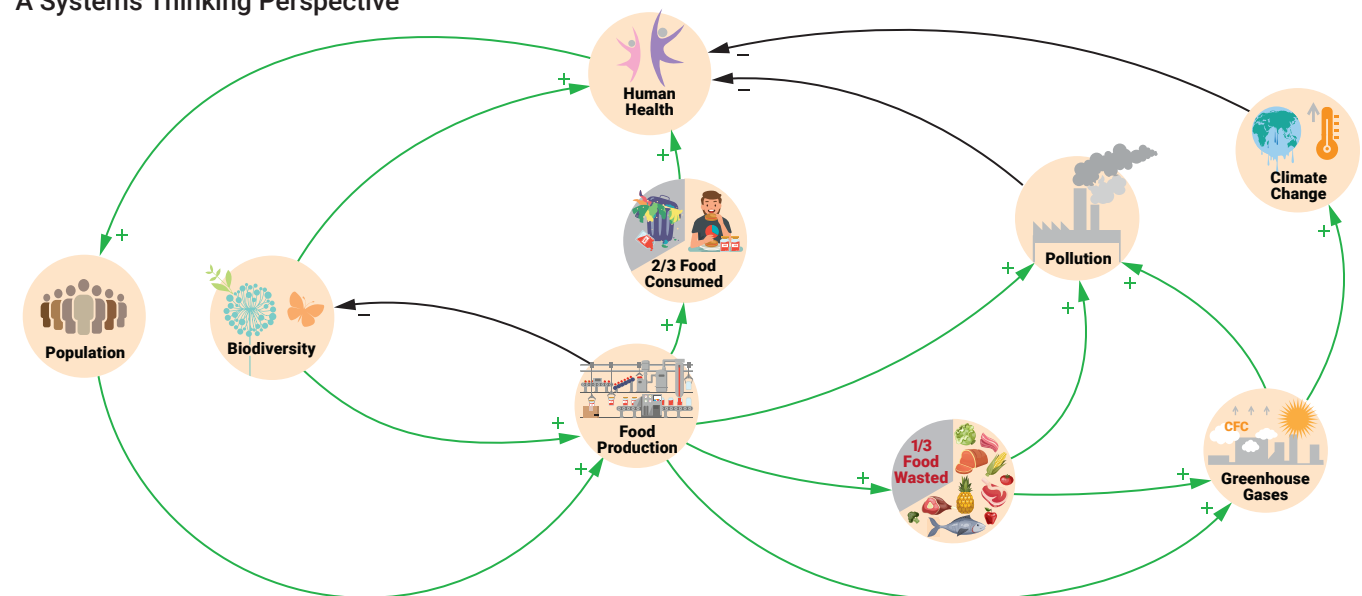 A Systems Thinking Perspective
Human
Health
+
–
–
+
+
Climate
Change
+
2/3 Food
Consumed
Pollution
+
+
+
+
Population
Biodiversity
–
+
Food
Production
+
+
+
1/3
Food
Wasted
+
+
CFC
Greenhouse
Gases